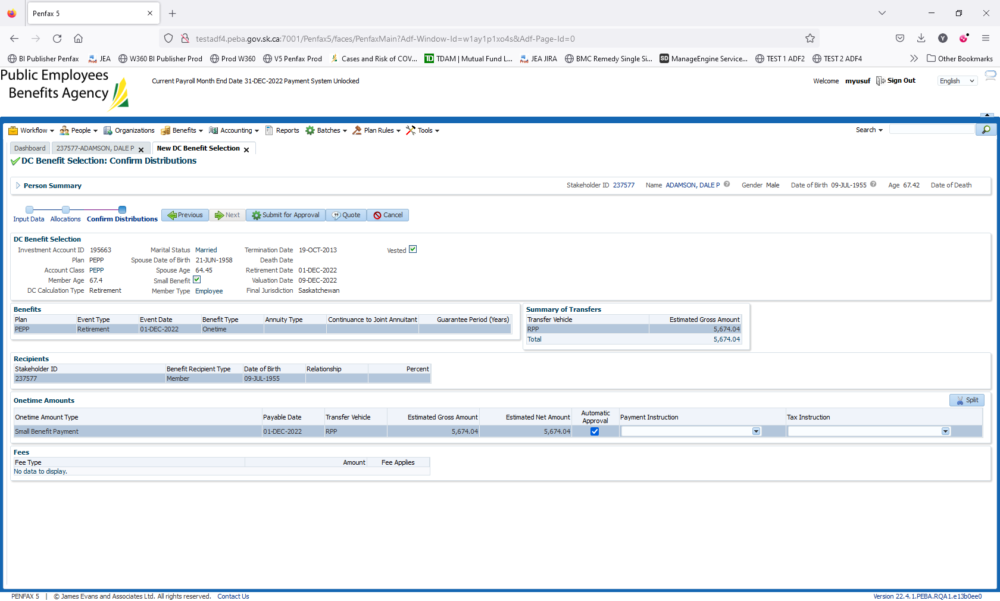 Penfax 5
testadf4.peba.gov.sk.ca:7001/Penfax5/faces/PenfaxMain?Adf-Window-Id=w1ay1p1xo4s&Adf-Page-Id=0
BI Publisher Penfax JEA W360 BI Publisher Prod Prod W360 V5 Penfax Prod Cases and Risk of COV... TDAM | Mutual Fund L... JEA JIRA BMC Remedy Single Si... ManageEngine Service... TEST 1 ADF2 TEST 2 ADF4 Other Bookmarks
Public Employees
Benefits Agency
Current Payroll Month End Date 31-DEC-2022 Payment System Unlocked
Welcome myusuf Sign Out English
Workflow People Organizations Benefits Accounting Reports Batches Plan Rules Tools Search
Dashboard 237577-ADAMSON, DALE P New DC Benefit Selection
DC Benefit Selection: Confirm Distributions
Person Summary Stakeholder ID 237577 Name ADAMSON, DALE P Gender Male Date of Birth 09-JUL-1955 Age 67.42 Date of Death
Input Data Allocations Confirm Distributions Previous Next Submit for Approval Quote Cancel
DC Benefit Selection
Investment Account ID 195663 Marital Status Married Termination Date 19-OCT-2013 Vested
Plan PEPP Spouse Date of Birth 21-JUN-1958 Death Date
Account Class PEPP Spouse Age 64.45 Retirement Date 01-DEC-2022
Member Age 67.4 Small Benefit Valuation Date 09-DEC-2022
DC Calculation Type Retirement Member Type Employee Final Jurisdiction Saskatchewan
Benefits
Plan Event Type Event Date Benefit Type Annuity Type Continuance to Joint Annuitant Guarantee Period (Years)
PEPP Retirement 01-DEC-2022 Onetime
Summary of Transfers
Transfer Vehicle Estimated Gross Amount
RPP 5,674.04
Total 5,674.04
Recipients
Stakeholder ID Benefit Recipient Type Date of Birth Relationship Percent
237577 Member 09-JUL-1955
Onetime Amounts Split
Onetime Amount Type Payable Date Transfer Vehicle Estimated Gross Amount Estimated Net Amount Automatic Approval Payment Instruction Tax Instruction
Small Benefit Payment 01-DEC-2022 RPP 5,674.04 5,674.04
Fees
Fee Type Amount Fee Applies
No data to display.
PENFAX 5 | © James Evans and Associates Ltd. All rights reserved. Contact Us Version 22.4.1.PEBA.RQA1.e13b0ee0